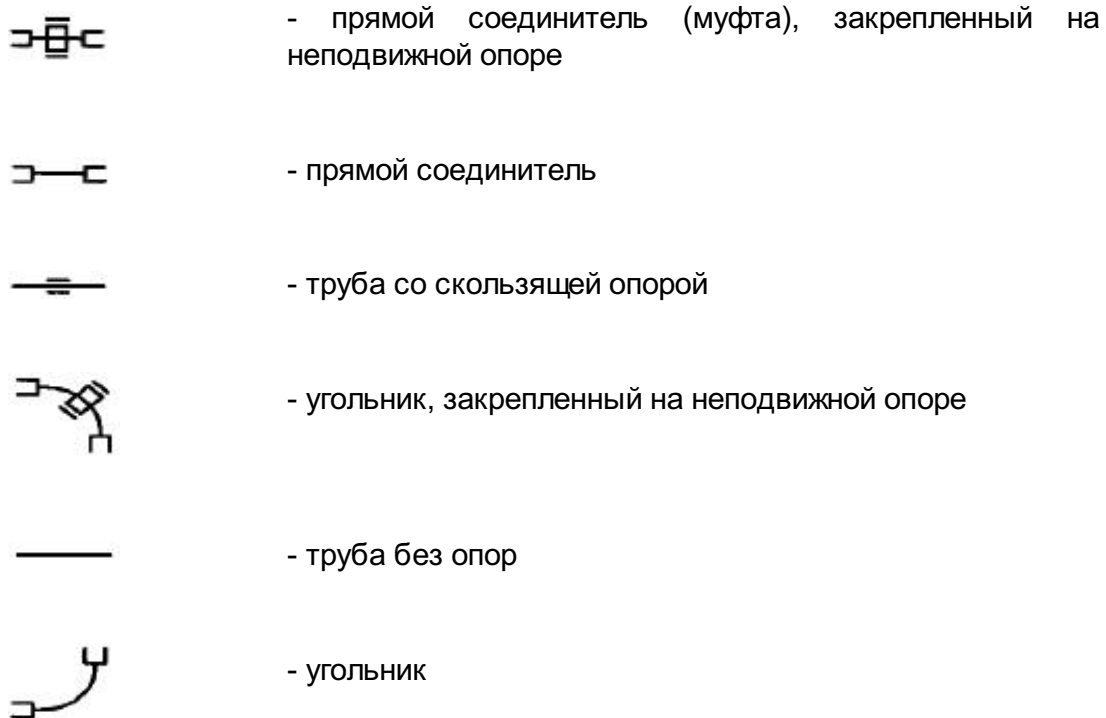 - прямой соединитель (муфта), закрепленный на
неподвижной опоре
- прямой соединитель
- труба со скользящей опорой
- угольник, закрепленный на неподвижной опоре
- труба без опор
- угольник